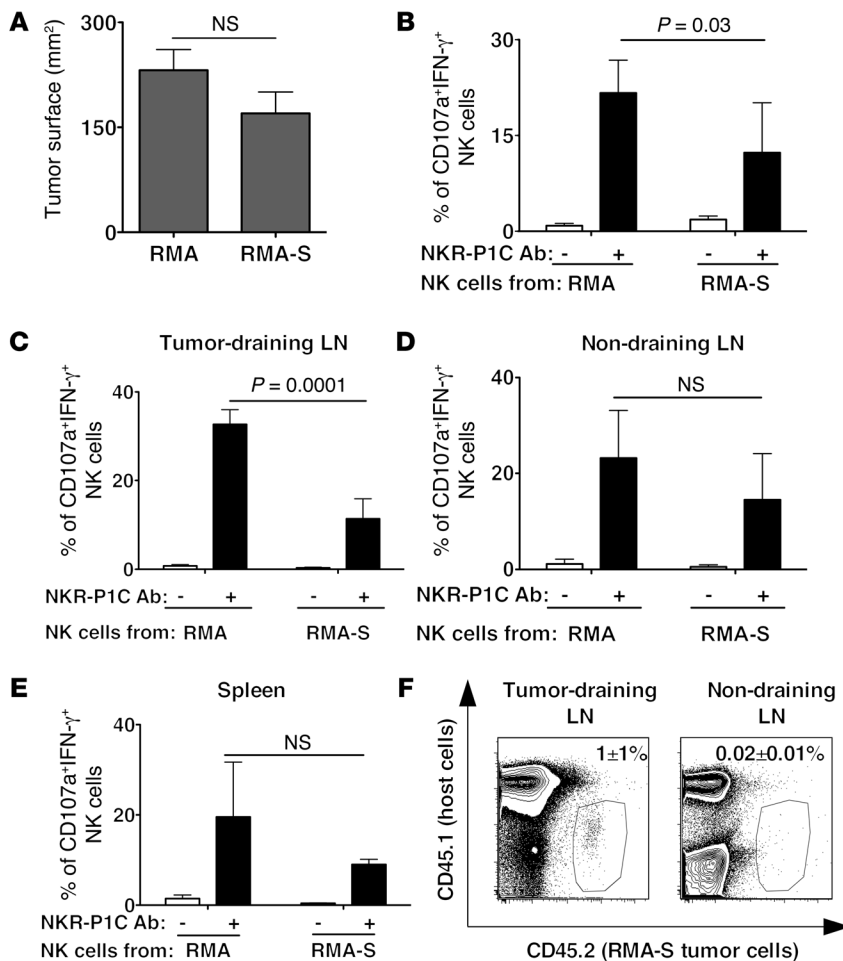 A
Tumor surface (mm²)
300
150
0
NS
RMA
RMA-S
B
% of CD107a⁺IFN-γ⁺
NK cells
30
15
0
P = 0.03
NKR-P1C Ab: - + - +
NK cells from: RMA RMA-S
C
Tumor-draining LN
% of CD107a⁺IFN-γ⁺
NK cells
40
20
0
P = 0.0001
NKR-P1C Ab: - + - +
NK cells from: RMA RMA-S
D
Non-draining LN
% of CD107a⁺IFN-γ⁺
NK cells
40
20
0
NS
NKR-P1C Ab: - + - +
NK cells from: RMA RMA-S
E
Spleen
% of CD107a⁺IFN-γ⁺
NK cells
40
20
0
NS
NKR-P1C Ab: - + - +
NK cells from: RMA RMA-S
F
Tumor-draining
LN
Non-draining
LN
1±1%
0.02±0.01%
CD45.1 (host cells)
CD45.2 (RMA-S tumor cells)